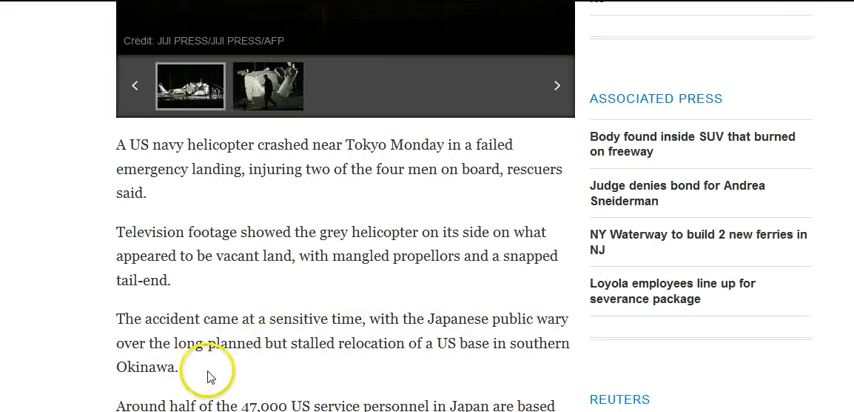 Credit: JIJI PRESS/JIJI PRESS/AFP
A US navy helicopter crashed near Tokyo Monday in a failed
emergency landing, injuring two of the four men on board, rescuers
said.
Television footage showed the grey helicopter on its side on what
appeared to be vacant land, with mangled propellors and a snapped
tail-end.
The accident came at a sensitive time, with the Japanese public wary
over the long-planned but stalled relocation of a US base in southern
Okinawa.
Around half of the 47,000 US service personnel in Japan are based
ASSOCIATED PRESS
Body found inside SUV that burned
on freeway
Judge denies bond for Andrea
Sneiderman
NY Waterway to build 2 new ferries in
NJ
Loyola employees line up for
severance package
REUTERS